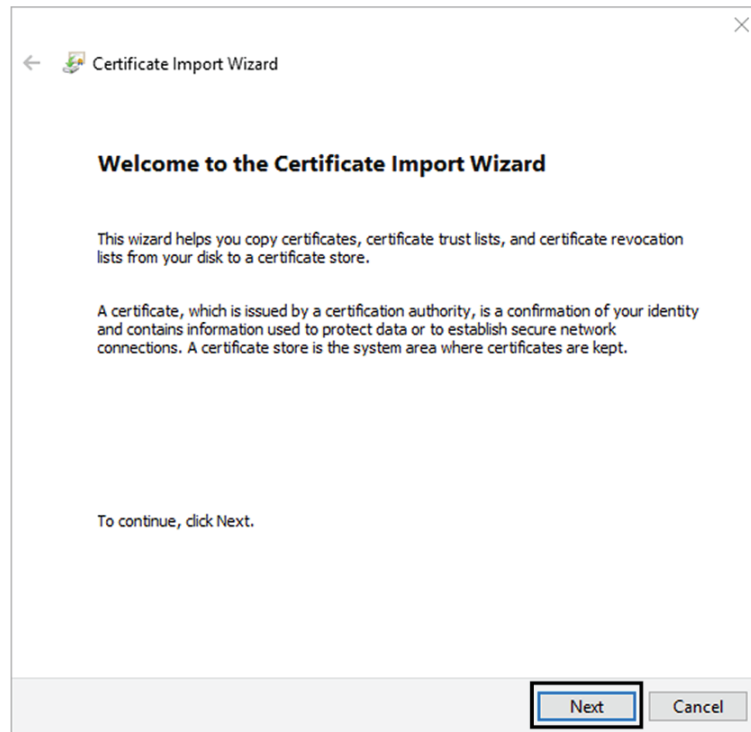 Certificate Import Wizard
Welcome to the Certificate Import Wizard
This wizard helps you copy certificates, certificate trust lists, and certificate revocation
lists from your disk to a certificate store.
A certificate, which is issued by a certification authority, is a confirmation of your identity
and contains information used to protect data or to establish secure network
connections. A certificate store is the system area where certificates are kept.
To continue, click Next.
Next
Cancel